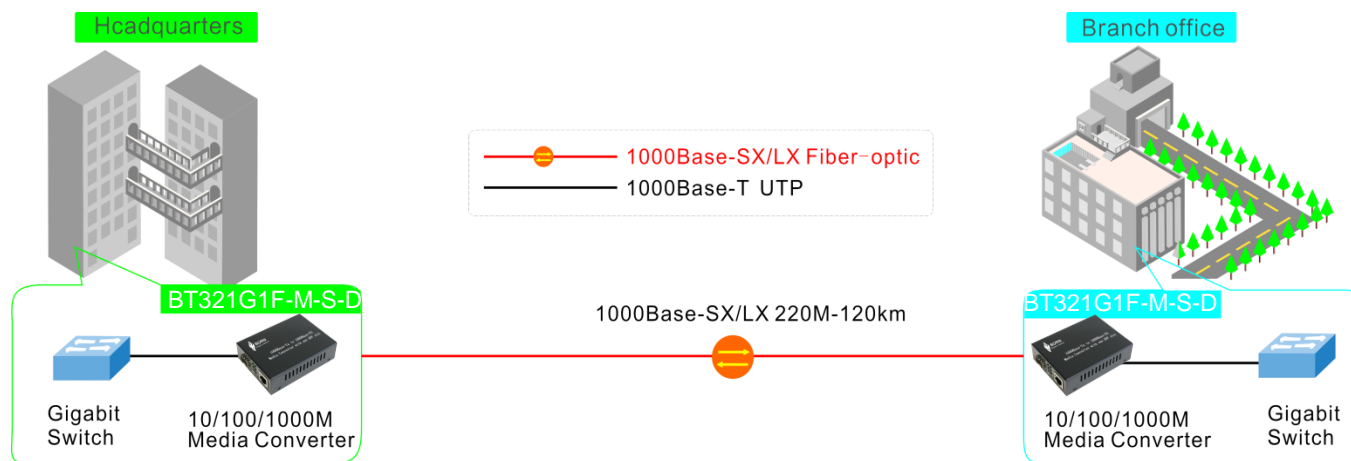 Hcadquarters
Branch office
1000Base-SX/LX Fiber-optic
1000Base-T UTP
BT321G1F-M-S-D
BT321G1F-M-S-D
1000Base-SX/LX 220M-120km
Gigabit
Switch
10/100/1000M
Media Converter
10/100/1000M
Media Converter
Gigabit
Switch